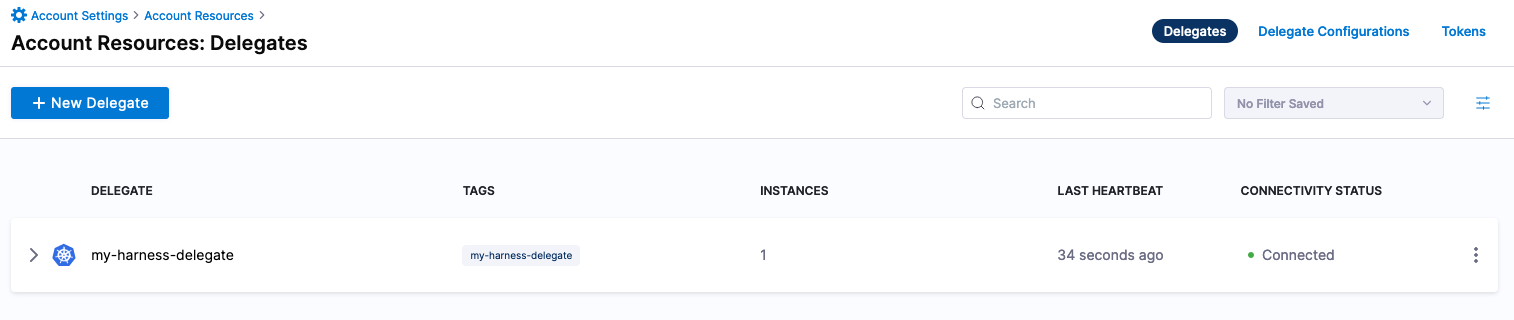 Account Settings > Account Resources >
Account Resources: Delegates
Delegates Delegate Configurations Tokens
+ New Delegate Search No Filter Saved
DELEGATE TAGS INSTANCES LAST HEARTBEAT CONNECTIVITY STATUS
my-harness-delegate my-harness-delegate 1 34 seconds ago Connected